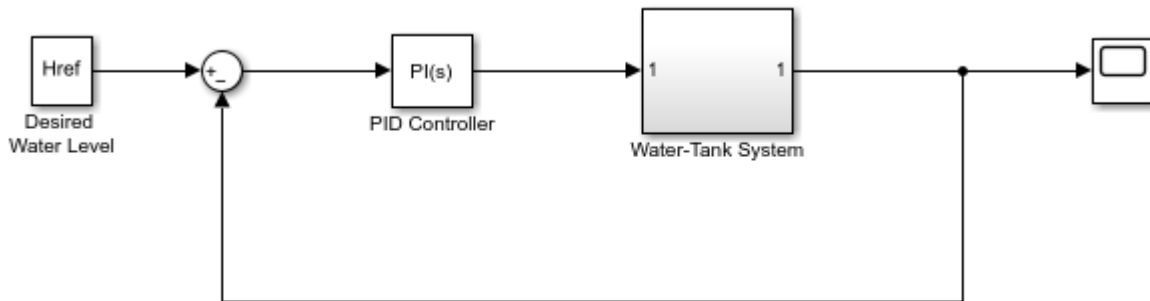 Href
Desired
Water Level
+
−
PI(s)
PID Controller
1
1
Water-Tank System